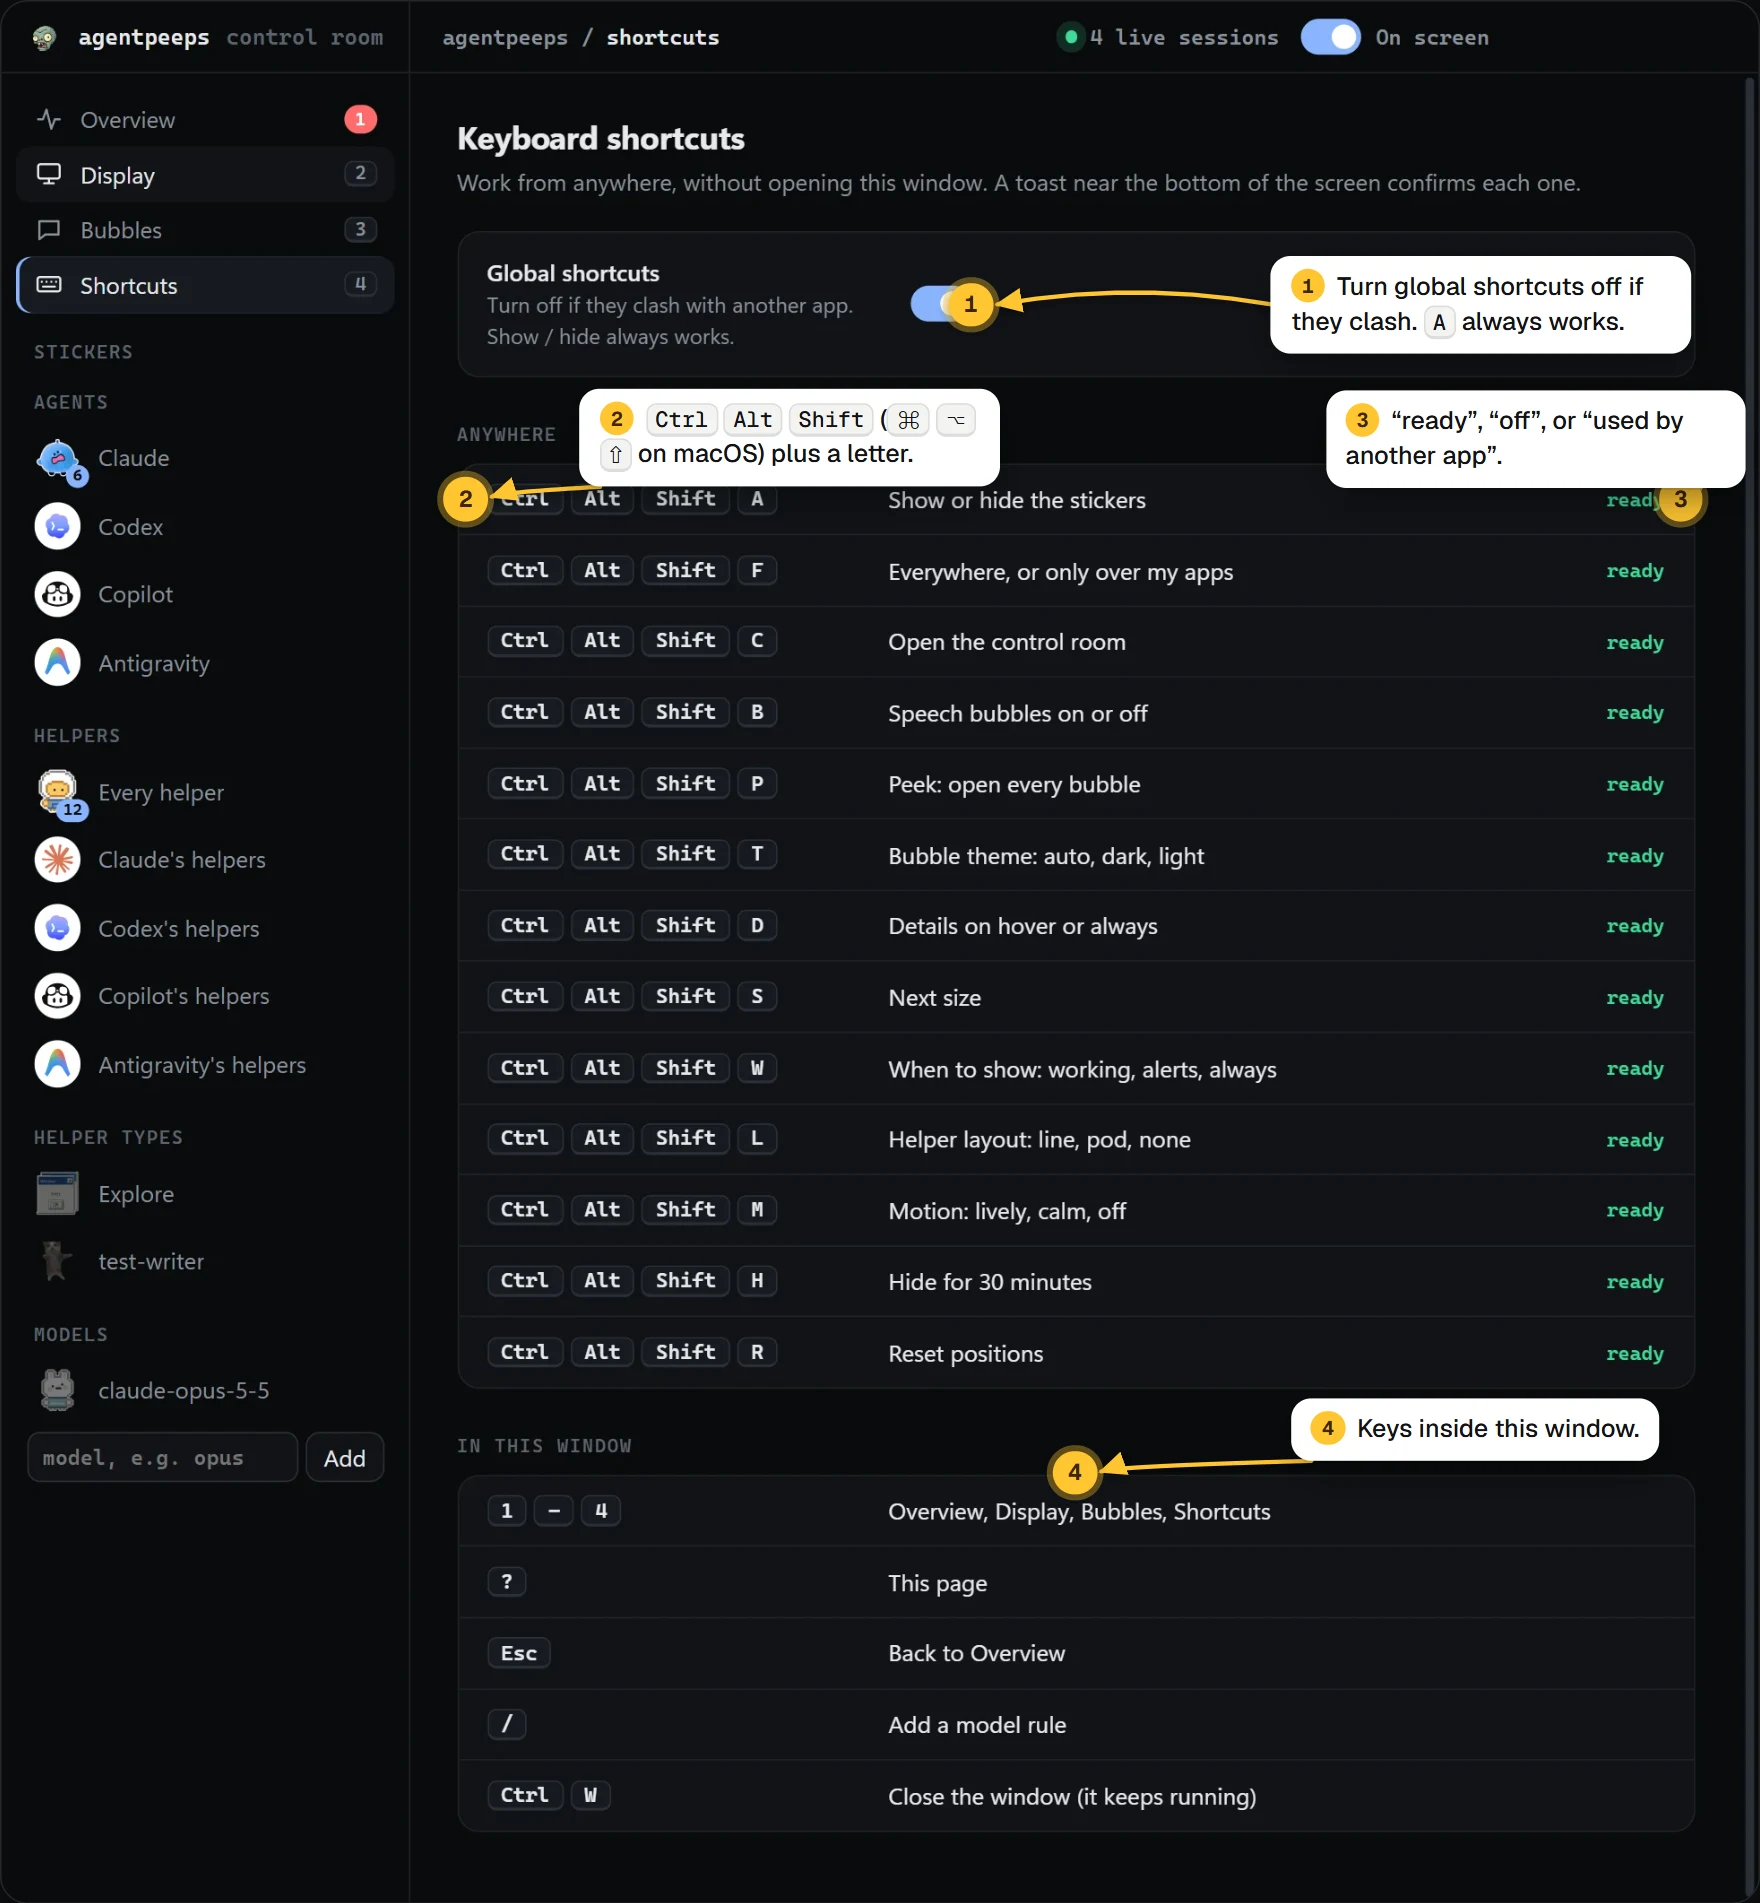 agentpeeps control room
agentpeeps / shortcuts
4 live sessions
On screen
Overview 1
Display 2
Bubbles 3
Shortcuts 4
STICKERS
AGENTS
Claude
6
Codex
Copilot
Antigravity
HELPERS
Every helper
12
Claude's helpers
Codex's helpers
Copilot's helpers
Antigravity's helpers
HELPER TYPES
Explore
test-writer
MODELS
claude-opus-5-5
model, e.g. opus
Add
Keyboard shortcuts
Work from anywhere, without opening this window. A toast near the bottom of the screen confirms each one.
Global shortcuts
Turn off if they clash with another app.
Show / hide always works.
1
1 Turn global shortcuts off if
they clash. A always works.
ANYWHERE
2 Ctrl Alt Shift (⌘ ⌥
⇧ on macOS) plus a letter.
3 “ready”, “off”, or “used by
another app”.
2 Ctrl Alt Shift A Show or hide the stickers ready 3
Ctrl Alt Shift F Everywhere, or only over my apps ready
Ctrl Alt Shift C Open the control room ready
Ctrl Alt Shift B Speech bubbles on or off ready
Ctrl Alt Shift P Peek: open every bubble ready
Ctrl Alt Shift T Bubble theme: auto, dark, light ready
Ctrl Alt Shift D Details on hover or always ready
Ctrl Alt Shift S Next size ready
Ctrl Alt Shift W When to show: working, alerts, always ready
Ctrl Alt Shift L Helper layout: line, pod, none ready
Ctrl Alt Shift M Motion: lively, calm, off ready
Ctrl Alt Shift H Hide for 30 minutes ready
Ctrl Alt Shift R Reset positions ready
IN THIS WINDOW
4 Keys inside this window.
4
1 – 4 Overview, Display, Bubbles, Shortcuts
? This page
Esc Back to Overview
/ Add a model rule
Ctrl W Close the window (it keeps running)